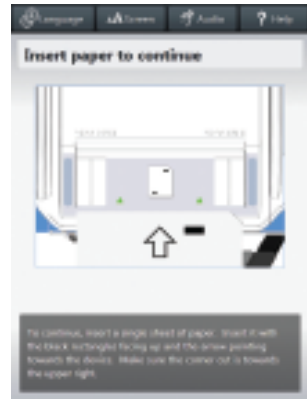 Language
Screen
Audio
? Help
Insert paper to continue
To continue, insert a single sheet of paper. Insert it with
the black rectangles facing up and the arrow pointing
towards the device. Make sure the corner cut is towards
the upper right.